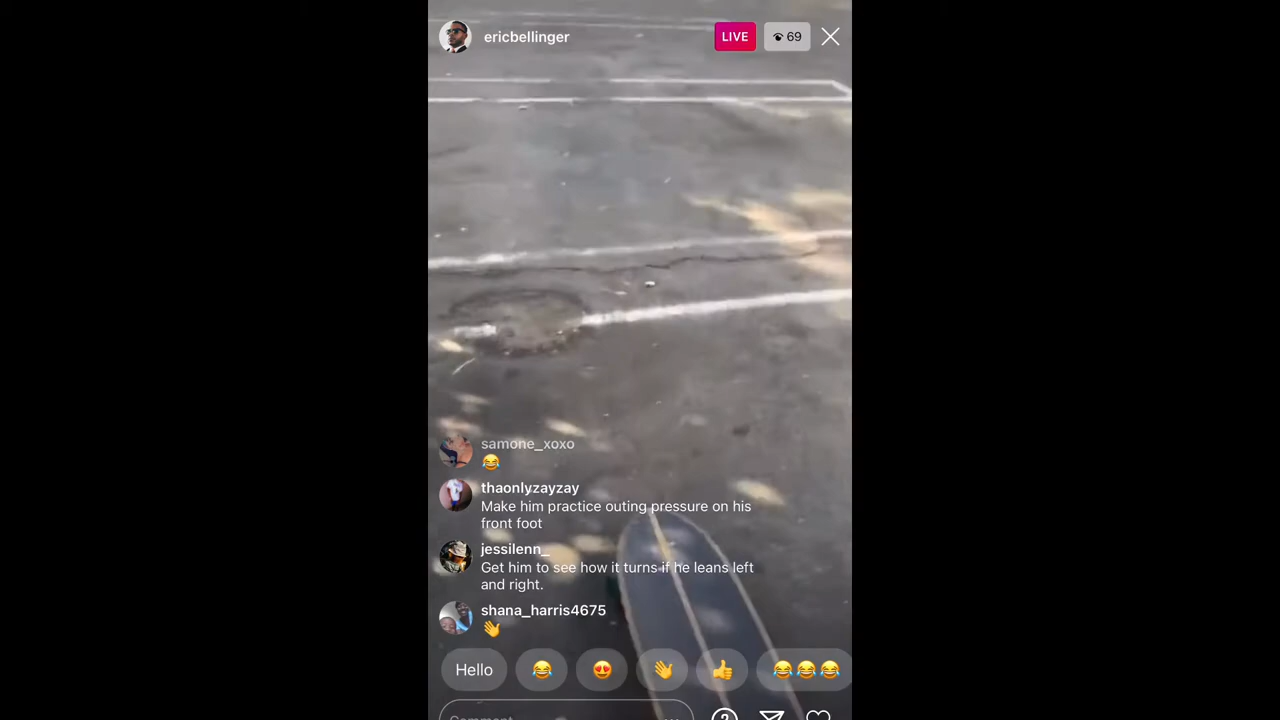 ericbellinger
LIVE
69
samone_xoxo
😂
thaonlyzayzay
Make him practice outing pressure on his
front foot
jessilenn_
Get him to see how it turns if he leans left
and right.
shana_harris4675
👋
Hello 😂 😍 👋 👍 😂😂😂
Comment